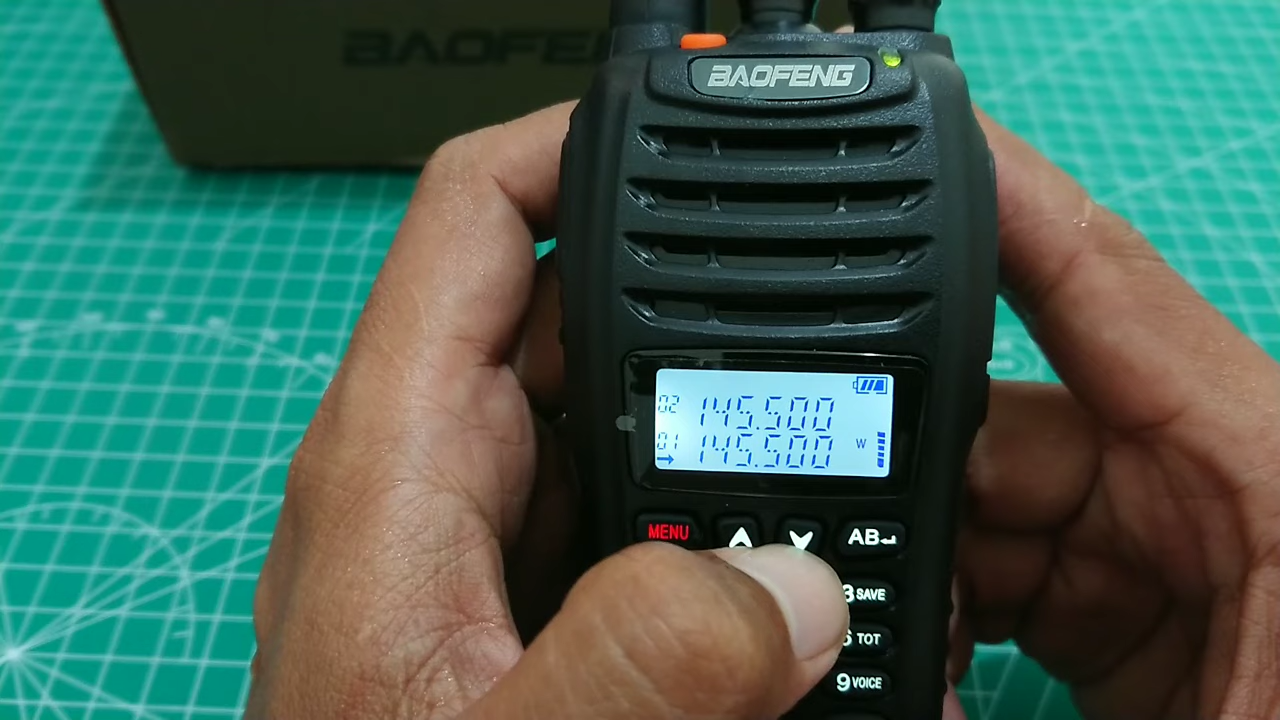 BAOFENG
BAOFENG
02 145.500
01 145.500 W
MENU AB
3 SAVE
6 TOT
9 VOICE